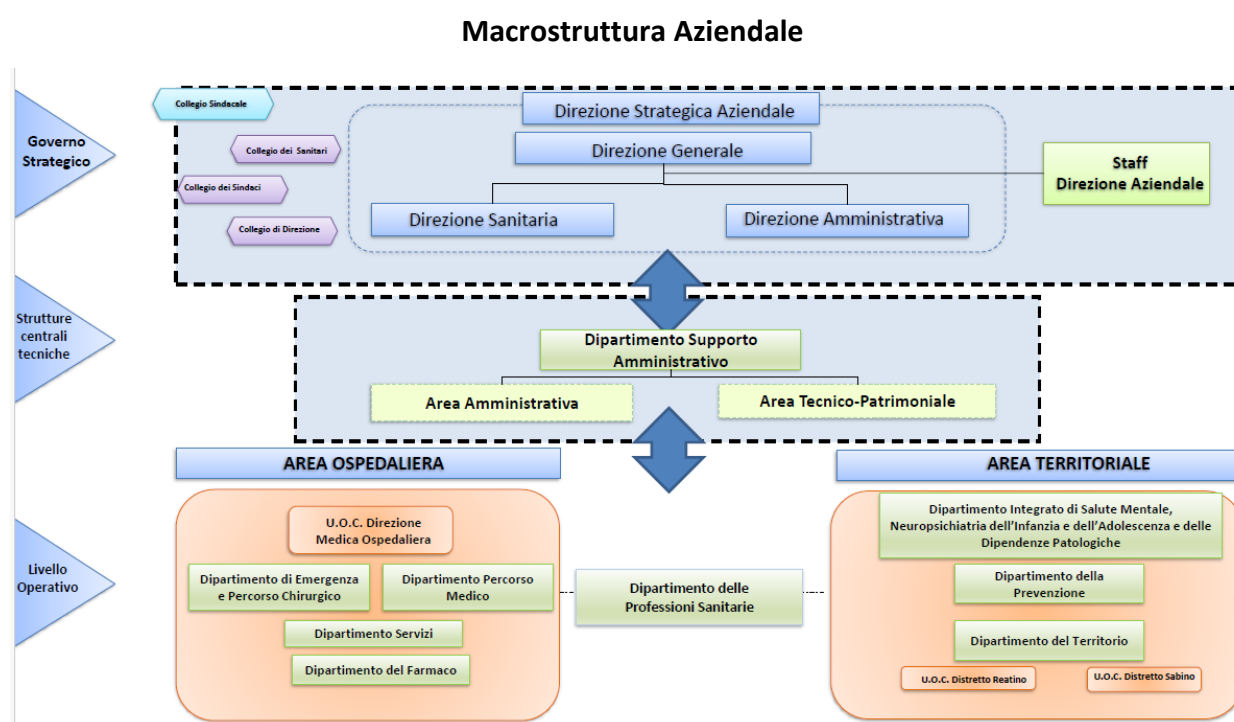 Macrostruttura Aziendale
Collegio Sindacale
Direzione Strategica Aziendale
Governo
Strategico
Collegio dei Sanitari
Direzione Generale
Staff
Direzione Aziendale
Collegio dei Sindaci
Direzione Sanitaria
Direzione Amministrativa
Collegio di Direzione
Strutture
centrali
tecniche
Dipartimento Supporto
Amministrativo
Area Amministrativa
Area Tecnico-Patrimoniale
AREA OSPEDALIERA
AREA TERRITORIALE
Livello
Operativo
U.O.C. Direzione
Medica Ospedaliera
Dipartimento di Emergenza
e Percorso Chirurgico
Dipartimento Percorso
Medico
Dipartimento Servizi
Dipartimento del Farmaco
Dipartimento delle
Professioni Sanitarie
Dipartimento Integrato di Salute Mentale,
Neuropsichiatria dell'Infanzia e dell'Adolescenza e delle
Dipendenze Patologiche
Dipartimento della
Prevenzione
Dipartimento del Territorio
U.O.C. Distretto Reatino
U.O.C. Distretto Sabino